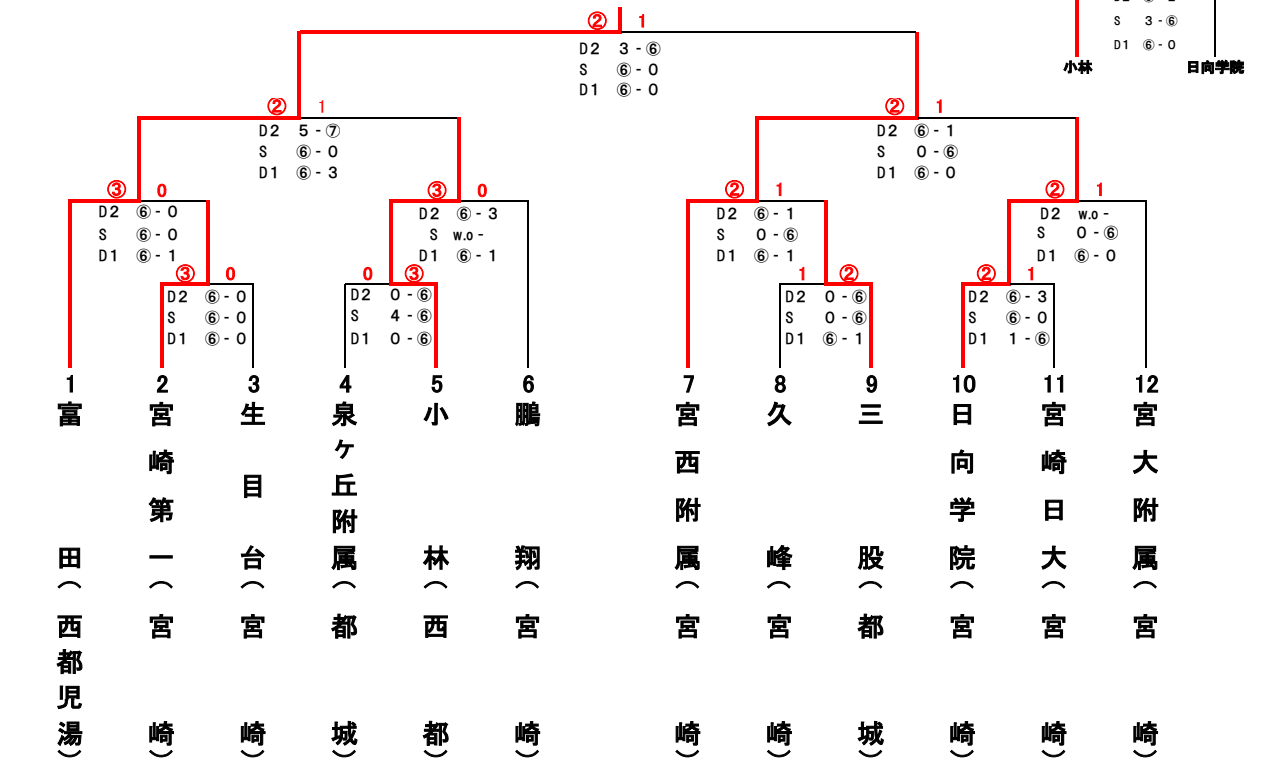 ② 1
D2 3 - ⑥
S ⑥ - 0
D1 ⑥ - 0
S 3 - ⑥
D1 ⑥ - 0
小林 日向学院
② 1
D2 5 - ⑦
S ⑥ - 0
D1 ⑥ - 3
② 1
D2 ⑥ - 1
S 0 - ⑥
D1 ⑥ - 0
③ 0
D2 ⑥ - 0
S ⑥ - 0
D1 ⑥ - 1
③ 0
D2 ⑥ - 3
S w.o -
D1 ⑥ - 1
② 1
D2 ⑥ - 1
S 0 - ⑥
D1 ⑥ - 1
② 1
D2 w.o -
S 0 - ⑥
D1 ⑥ - 0
③ 0
D2 ⑥ - 0
S ⑥ - 0
D1 ⑥ - 0
0 ③
D2 0 - ⑥
S 4 - ⑥
D1 0 - ⑥
1 ②
D2 0 - ⑥
S 0 - ⑥
D1 ⑥ - 1
② 1
D2 ⑥ - 3
S ⑥ - 0
D1 1 - ⑥
1 富田(西都児湯)
2 宮崎第一(宮崎)
3 生目台(宮崎)
4 泉ヶ丘附属(都城)
5 小林(西都)
6 鵬翔(宮崎)
7 宮西附属(宮崎)
8 久峰(宮崎)
9 三股(都城)
10 日向学院(宮崎)
11 宮崎日大(宮崎)
12 宮大附属(宮崎)